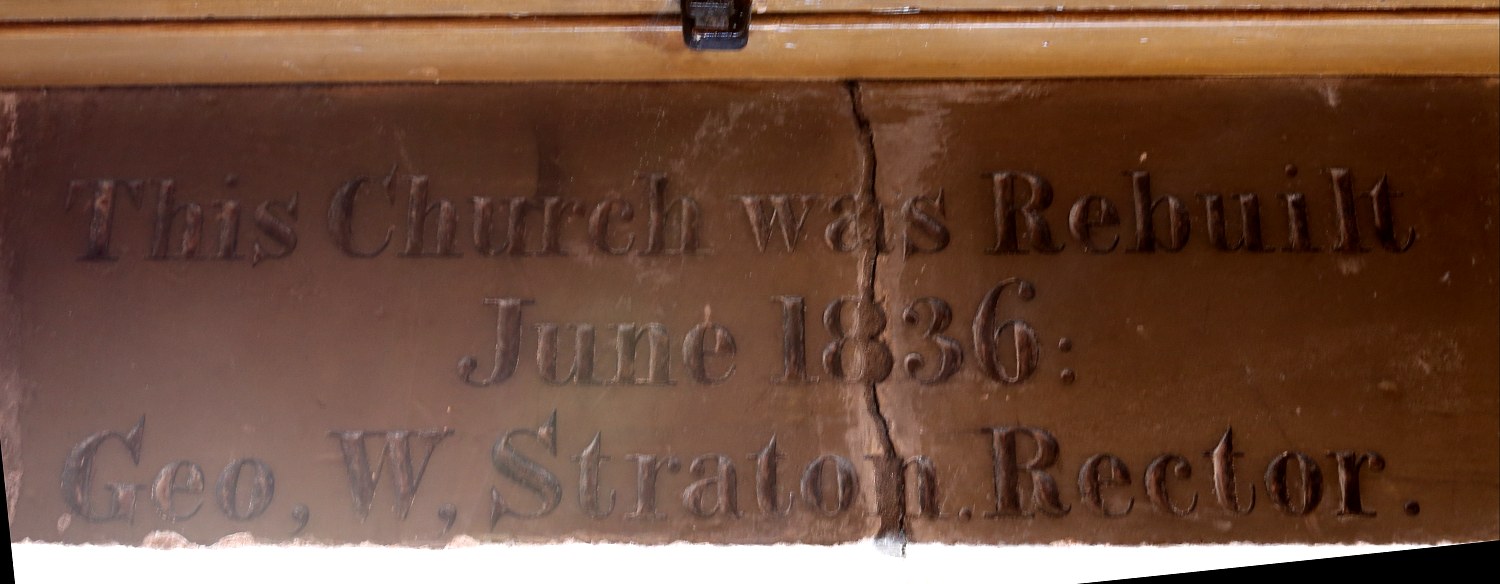 This Church was Rebuilt
June 1836:
Geo, W, Straton. Rector.